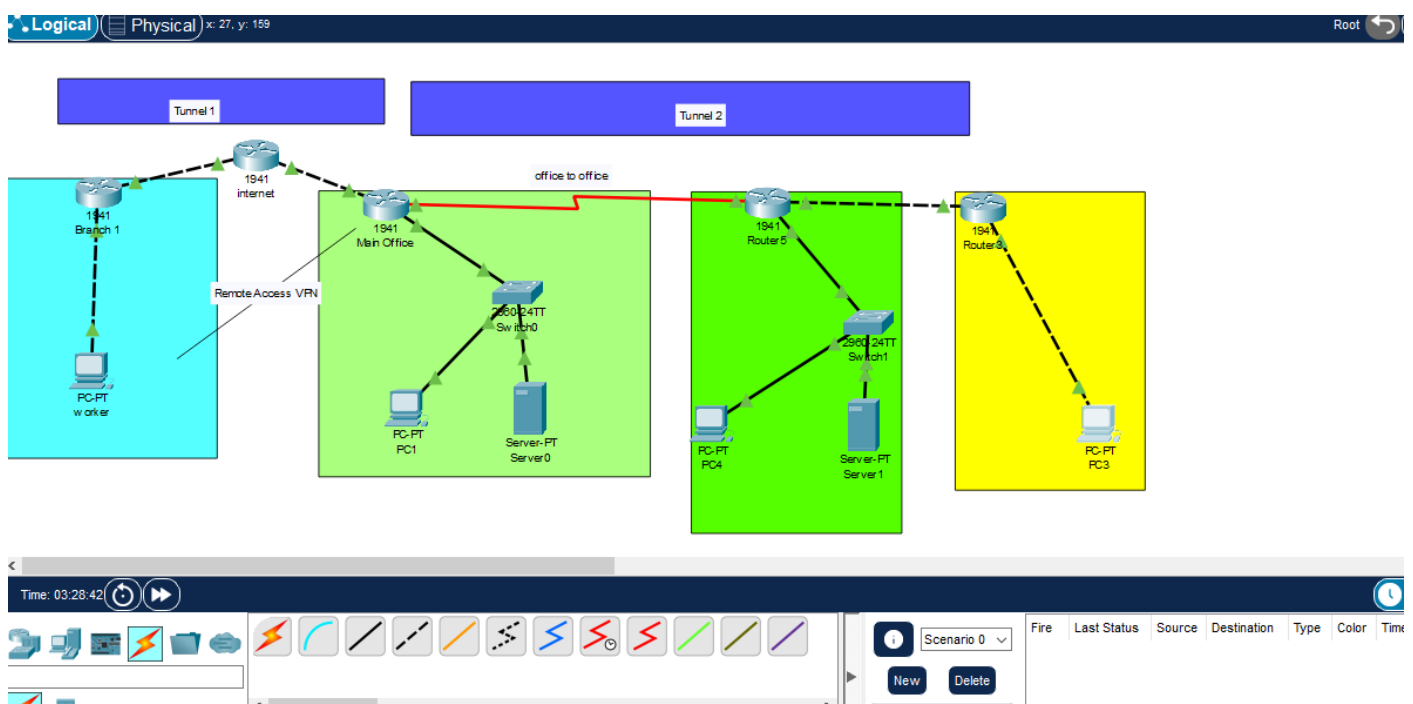 Logical
Physical
x: 27, y: 159
Root
Tunnel 1
Tunnel 2
1941
internet
office to office
1941
Branch 1
1941
Main Office
1941
Router5
1941
Router3
Remote Access VPN
2960-24TT
Switch0
2960-24TT
Switch1
PC-PT
worker
PC-PT
PC1
Server-PT
Server0
PC-PT
PC4
Server-PT
Server1
PC-PT
PC3
Time: 03:28:42
Scenario 0
Fire Last Status Source Destination Type Color Time
New
Delete